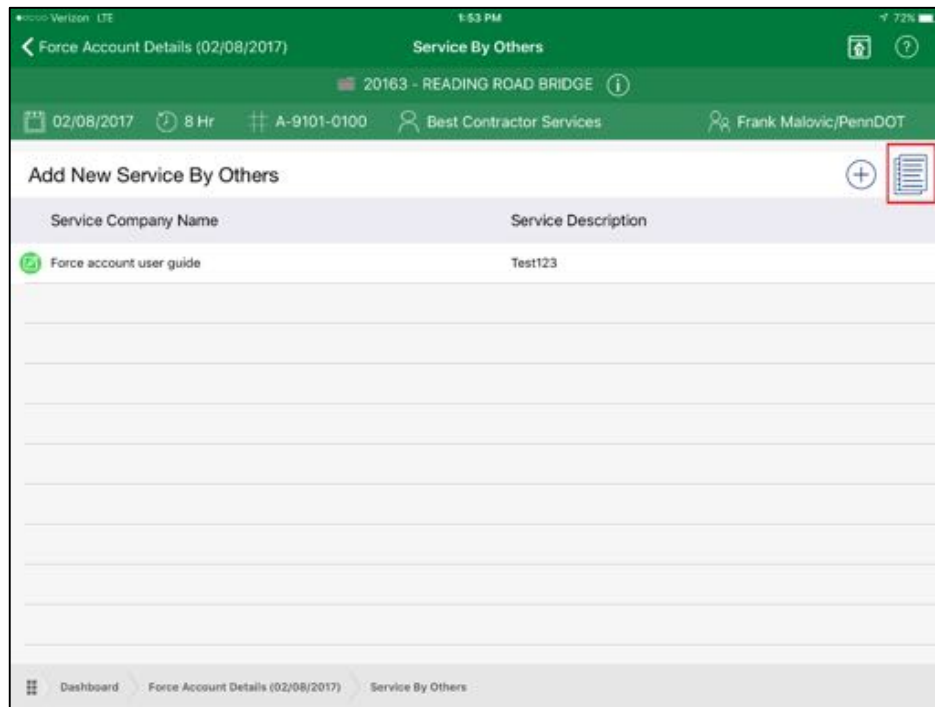 Verizon LTE 1:53 PM 72%
Force Account Details (02/08/2017) Service By Others ?
20163 - READING ROAD BRIDGE i
02/08/2017 8 Hr A-9101-0100 Best Contractor Services Frank Malovic/PennDOT
Add New Service By Others
Service Company Name Service Description
Force account user guide Test123
Dashboard Force Account Details (02/08/2017) Service By Others